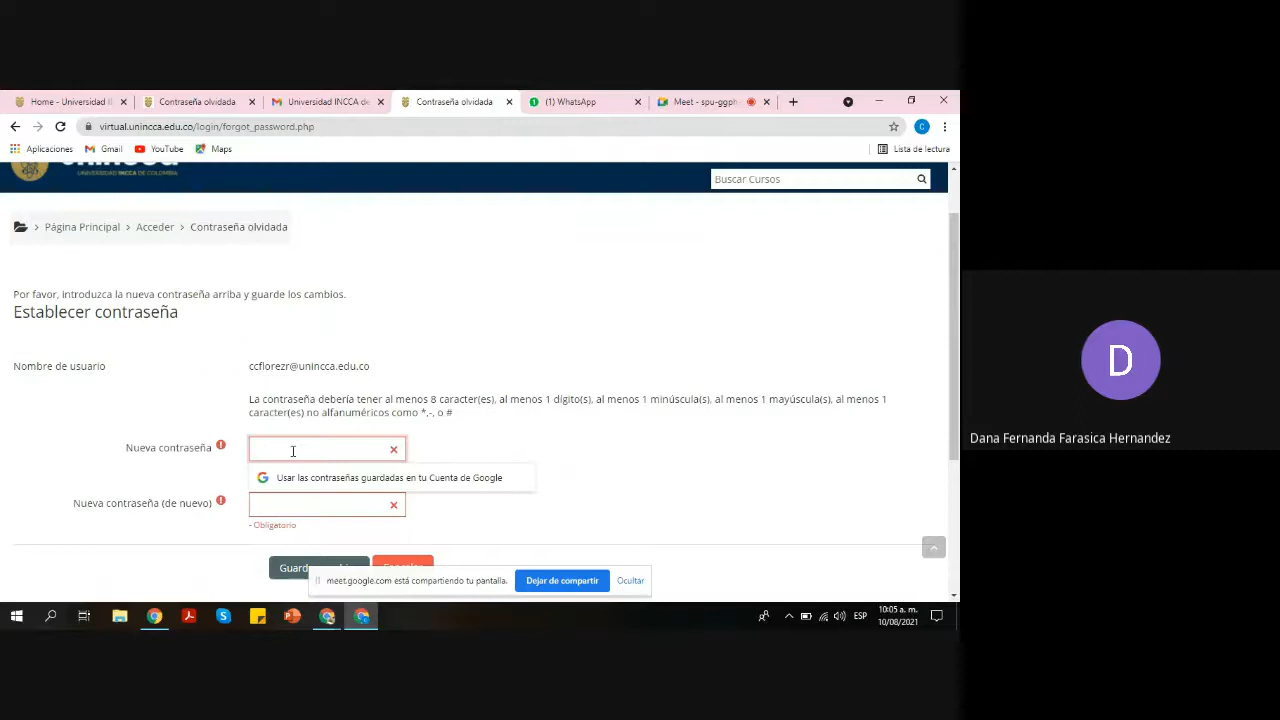 Home - Universidad I
Contraseña olvidada
Universidad INCCA de
Contraseña olvidada
(1) WhatsApp
Meet - spu-ggph
virtual.unincca.edu.co/login/forgot_password.php
C
Aplicaciones
Gmail
YouTube
Maps
Lista de lectura
UNIVERSIDAD INCCA DE COLOMBIA
Buscar Cursos
Página Principal > Acceder > Contraseña olvidada
Por favor, introduzca la nueva contraseña arriba y guarde los cambios.
Establecer contraseña
Nombre de usuario
ccflorezr@unincca.edu.co
La contraseña debería tener al menos 8 caracter(es), al menos 1 dígito(s), al menos 1 minúscula(s), al menos 1 mayúscula(s), al menos 1
caracter(es) no alfanuméricos como *,-, o #
Nueva contraseña
Usar las contraseñas guardadas en tu Cuenta de Google
Nueva contraseña (de nuevo)
- Obligatorio
meet.google.com está compartiendo tu pantalla.
Dejar de compartir
Ocultar
ESP
10:05 a. m.
10/08/2021
D
Dana Fernanda Farasica Hernandez